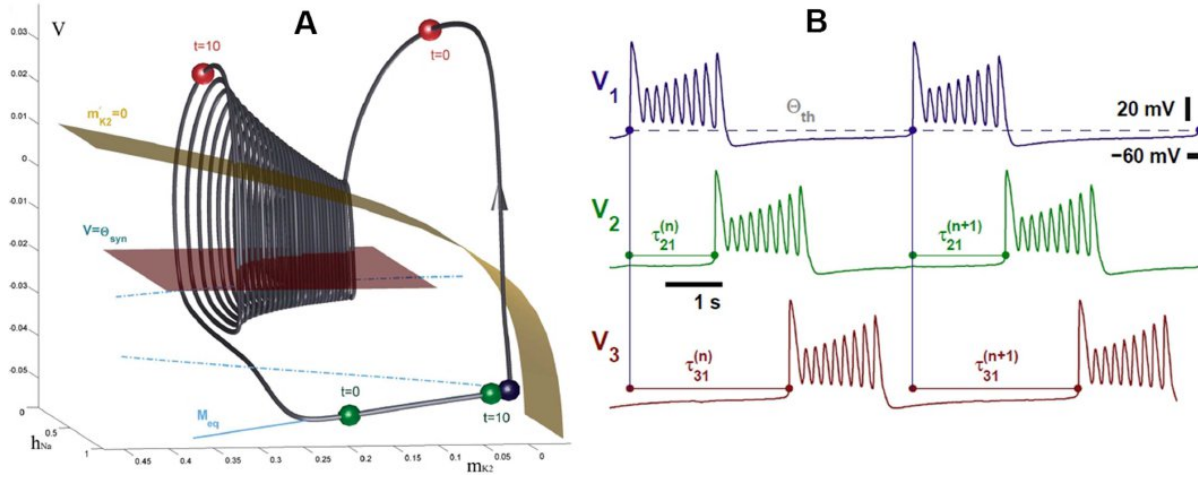 A
V
0.03
0.02
0.01
0
-0.01
-0.02
-0.03
-0.04
-0.05
0
0.5
1
hNa
0.45
0.4
0.35
0.3
0.25
0.2
0.15
0.1
0.05
0
mK2
t=10
t=0
m'K2=0
V=Θsyn
t=0
t=10
Meq
B
V1
Θth
20 mV
−60 mV
V2
τ21(n)
τ21(n+1)
1 s
V3
τ31(n)
τ31(n+1)